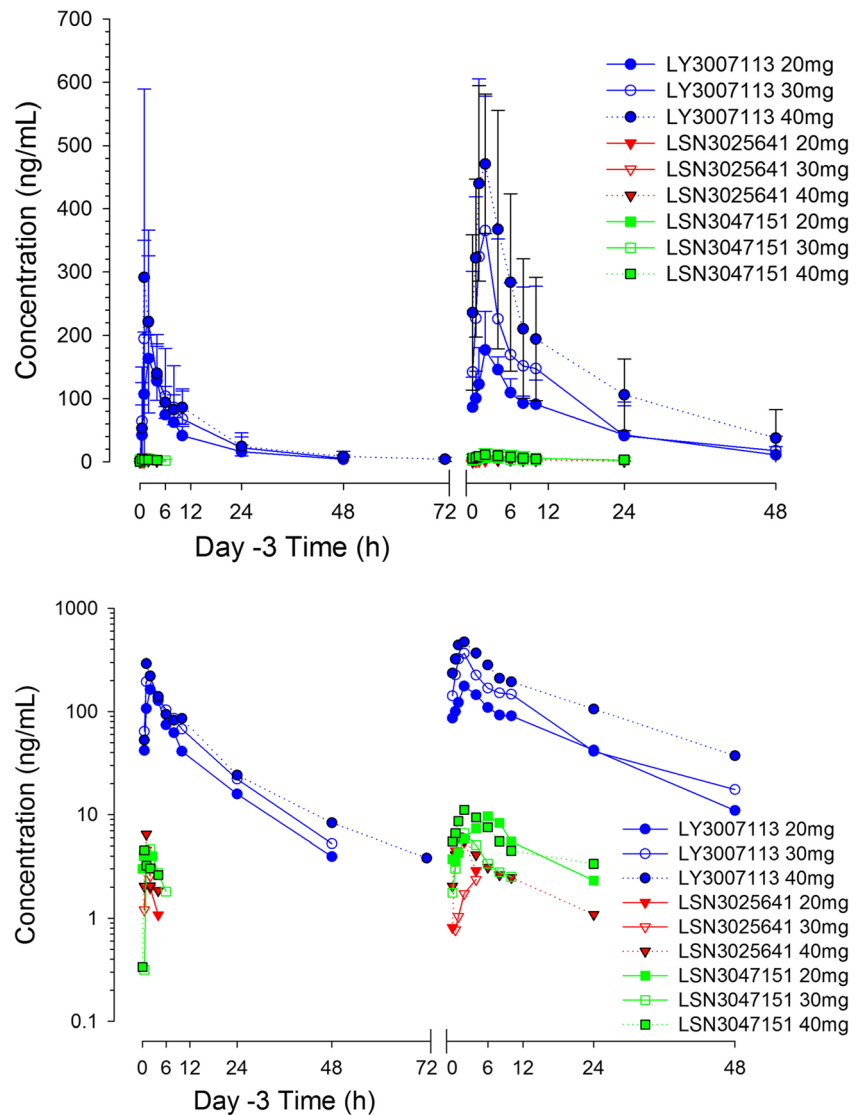 700
600
500
400
300
200
100
0
Concentration (ng/mL)
0 6 12 24 48 72 0 6 12 24 48
Day -3 Time (h)
LY3007113 20mg
LY3007113 30mg
LY3007113 40mg
LSN3025641 20mg
LSN3025641 30mg
LSN3025641 40mg
LSN3047151 20mg
LSN3047151 30mg
LSN3047151 40mg
1000
100
10
1
0.1
Concentration (ng/mL)
0 6 12 24 48 72 0 6 12 24 48
Day -3 Time (h)
LY3007113 20mg
LY3007113 30mg
LY3007113 40mg
LSN3025641 20mg
LSN3025641 30mg
LSN3025641 40mg
LSN3047151 20mg
LSN3047151 30mg
LSN3047151 40mg